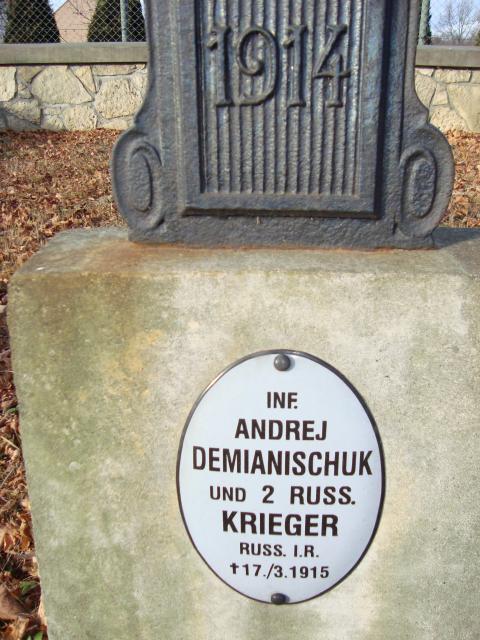 1914
INF.
ANDREJ
DEMIANISCHUK
UND 2 RUSS.
KRIEGER
RUSS. I.R.
†17./3.1915